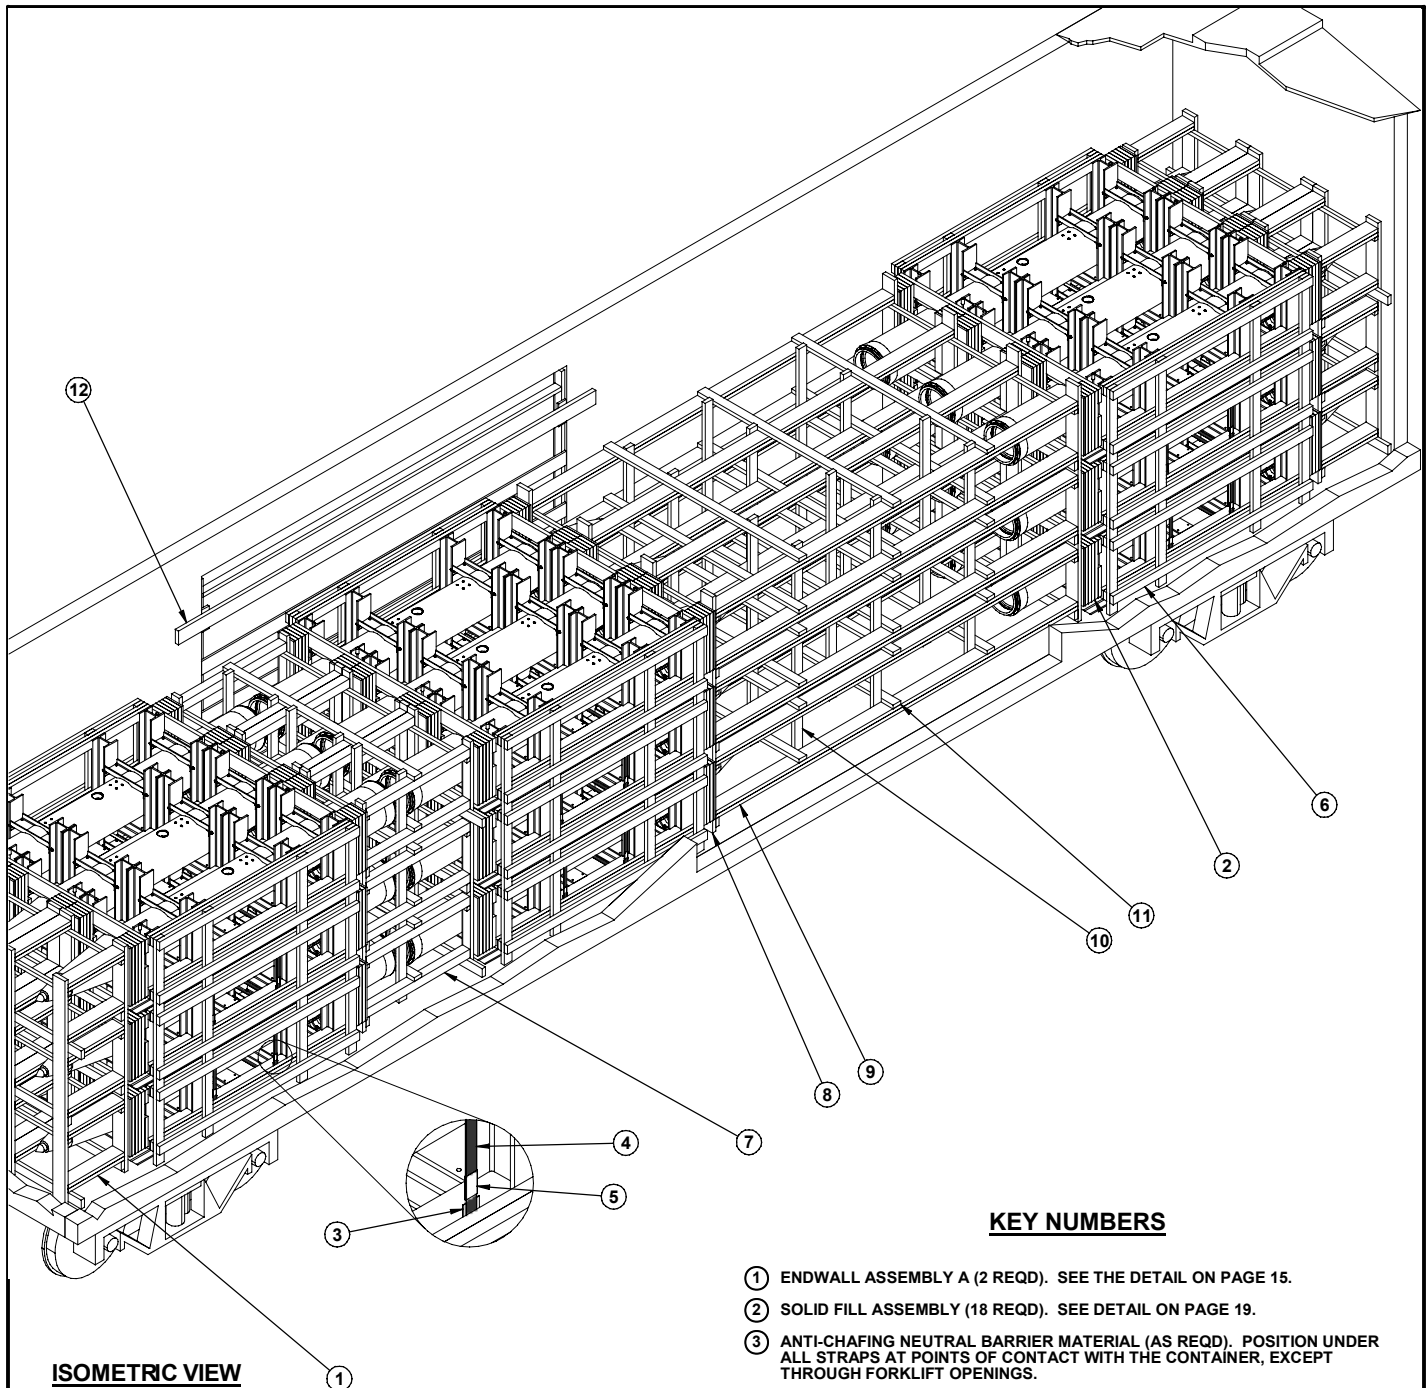 12
6
2
11
10
9
8
7
4
5
3
1
ISOMETRIC VIEW
KEY NUMBERS
1 ENDWALL ASSEMBLY A (2 REQD). SEE THE DETAIL ON PAGE 15.
2 SOLID FILL ASSEMBLY (18 REQD). SEE DETAIL ON PAGE 19.
3 ANTI-CHAFING NEUTRAL BARRIER MATERIAL (AS REQD). POSITION UNDER
ALL STRAPS AT POINTS OF CONTACT WITH THE CONTAINER, EXCEPT
THROUGH FORKLIFT OPENINGS.